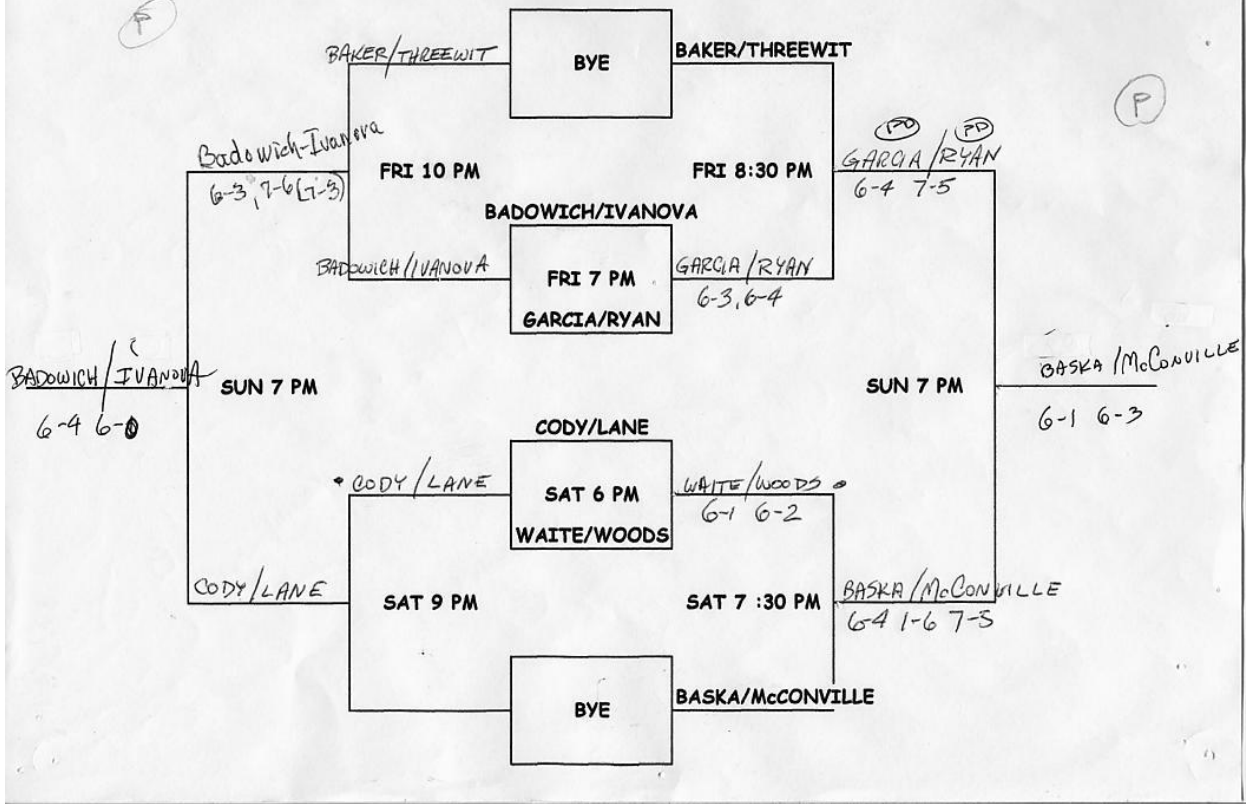 P
BAKER/THREEWIT
BYE
BAKER/THREEWIT
P
PD PD
Badowich-Ivanova
FRI 10 PM
FRI 8:30 PM
GARCIA/RYAN
6-3, 7-6 (7-3)
6-4 7-5
BADOWICH/IVANOVA
BADOWICH/IVANOVA
FRI 7 PM
GARCIA/RYAN
6-3, 6-4
GARCIA/RYAN
BADOWICH/IVANOVA
SUN 7 PM
SUN 7 PM
BASKA/McCONVILLE
6-4 6-0
6-1 6-3
CODY/LANE
CODY/LANE
SAT 6 PM
WAITE/WOODS
6-1 6-2
WAITE/WOODS
CODY/LANE
SAT 9 PM
SAT 7 :30 PM
BASKA/McCONVILLE
6-4 1-6 7-5
BYE
BASKA/McCONVILLE